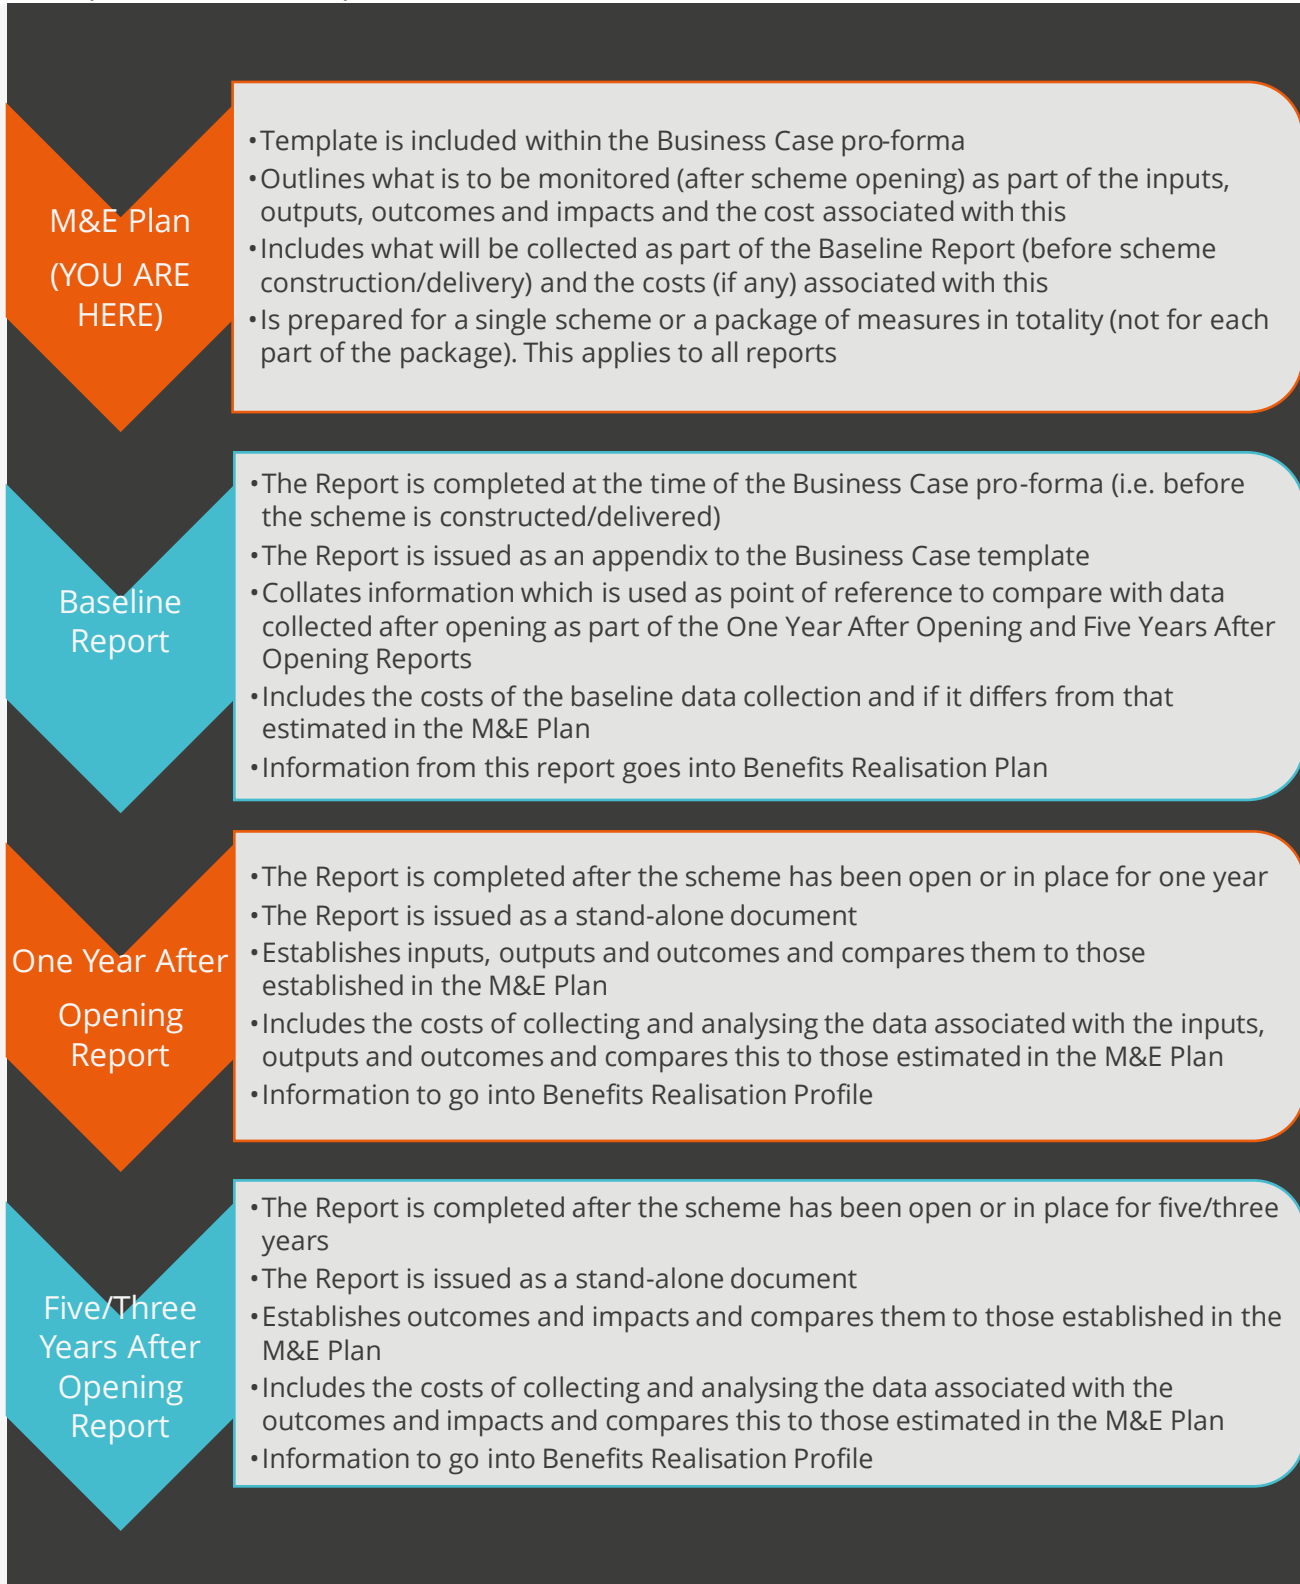 M&E Plan
(YOU ARE
HERE)
•Template is included within the Business Case pro-forma
•Outlines what is to be monitored (after scheme opening) as part of the inputs,
outputs, outcomes and impacts and the cost associated with this
•Includes what will be collected as part of the Baseline Report (before scheme
construction/delivery) and the costs (if any) associated with this
•Is prepared for a single scheme or a package of measures in totality (not for each
part of the package). This applies to all reports
Baseline
Report
•The Report is completed at the time of the Business Case pro-forma (i.e. before
the scheme is constructed/delivered)
•The Report is issued as an appendix to the Business Case template
•Collates information which is used as point of reference to compare with data
collected after opening as part of the One Year After Opening and Five Years After
Opening Reports
•Includes the costs of the baseline data collection and if it differs from that
estimated in the M&E Plan
•Information from this report goes into Benefits Realisation Plan
One Year After
Opening
Report
•The Report is completed after the scheme has been open or in place for one year
•The Report is issued as a stand-alone document
•Establishes inputs, outputs and outcomes and compares them to those
established in the M&E Plan
•Includes the costs of collecting and analysing the data associated with the inputs,
outputs and outcomes and compares this to those estimated in the M&E Plan
•Information to go into Benefits Realisation Profile
Five/Three
Years After
Opening
Report
•The Report is completed after the scheme has been open or in place for five/three
years
•The Report is issued as a stand-alone document
•Establishes outcomes and impacts and compares them to those established in the
M&E Plan
•Includes the costs of collecting and analysing the data associated with the
outcomes and impacts and compares this to those estimated in the M&E Plan
•Information to go into Benefits Realisation Profile